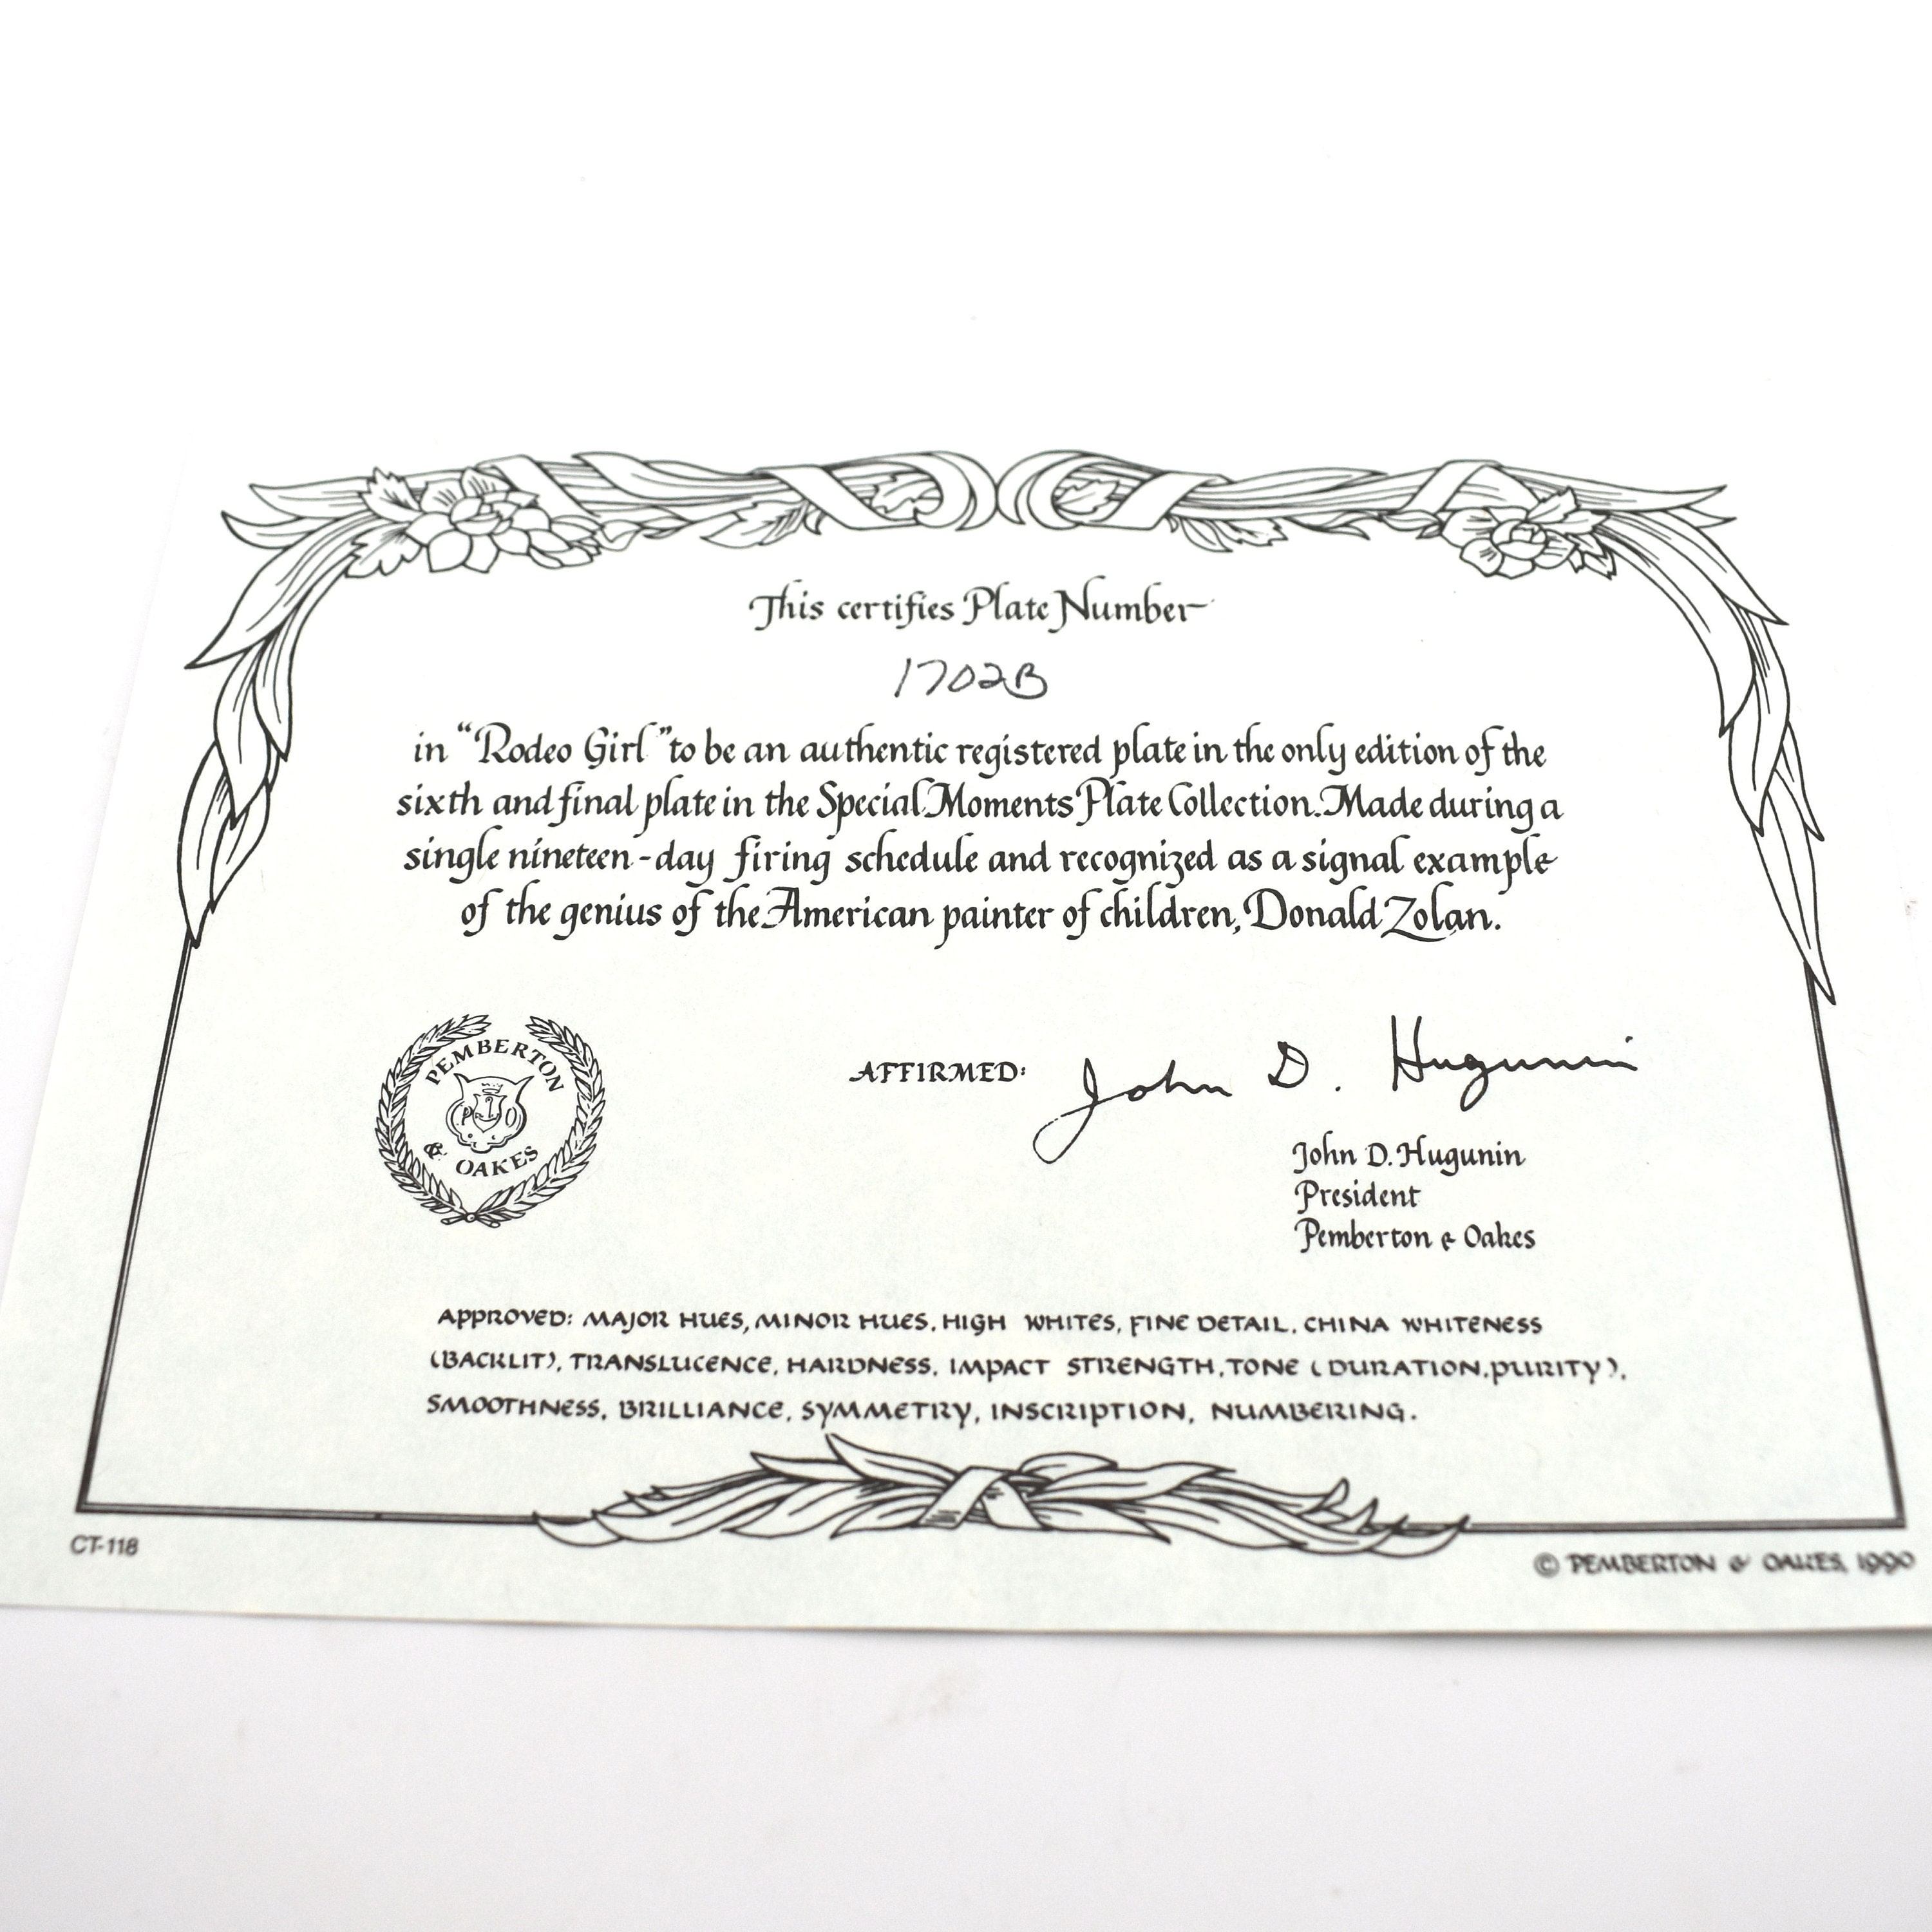 This certifies Plate Number
1702B
in “Rodeo Girl” to be an authentic registered plate in the only edition of the
sixth and final plate in the Special Moments Plate Collection. Made during a
single nineteen-day firing schedule and recognized as a signal example
of the genius of the American painter of children, Donald Zolan.
PEMBERTON
P O
& OAKES
AFFIRMED: John D. Hugunin
John D. Hugunin
President
Pemberton & Oakes
APPROVED: MAJOR HUES, MINOR HUES, HIGH WHITES, FINE DETAIL, CHINA WHITENESS
(BACKLIT), TRANSLUCENCE, HARDNESS, IMPACT STRENGTH, TONE (DURATION, PURITY),
SMOOTHNESS, BRILLIANCE, SYMMETRY, INSCRIPTION, NUMBERING.
CT-118
© PEMBERTON & OAKES, 1990